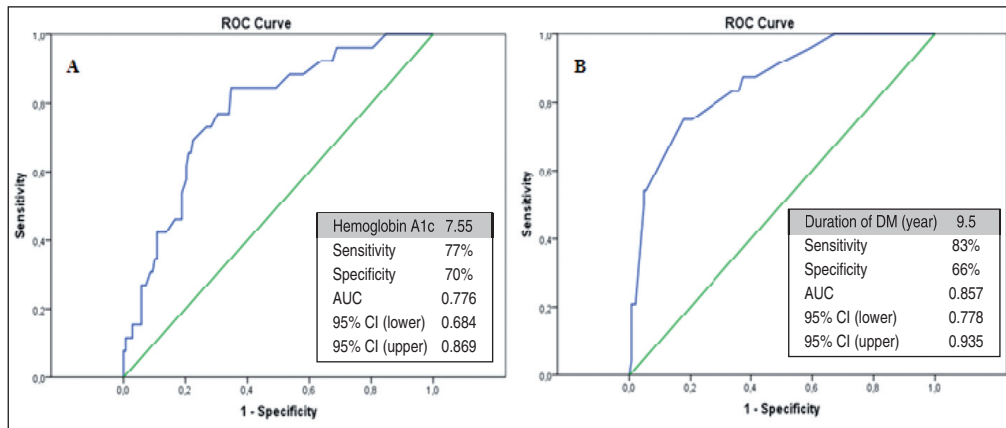 ROC Curve
A
1,0
0,8
0,6
0,4
0,2
0,0
Sensitivity
0,0 0,2 0,4 0,6 0,8 1,0
1 - Specificity
Hemoglobin A1c 7.55
Sensitivity 77%
Specificity 70%
AUC 0.776
95% CI (lower) 0.684
95% CI (upper) 0.869
ROC Curve
B
1,0
0,8
0,6
0,4
0,2
0,0
Sensitivity
0,0 0,2 0,4 0,6 0,8 1,0
1 - Specificity
Duration of DM (year) 9.5
Sensitivity 83%
Specificity 66%
AUC 0.857
95% CI (lower) 0.778
95% CI (upper) 0.935